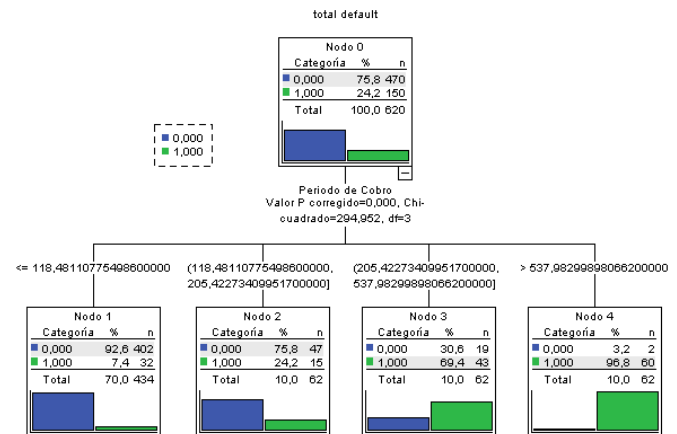 total default
Nodo 0
Categoría % n
0,000 75,8 470
1,000 24,2 150
Total 100,0 620
0,000
1,000
Periodo de Cobro
Valor P corregido=0,000, Chi-
cuadrado=294,952, df=3
<= 118,48110775498600000
(118,48110775498600000,
205,42273409951700000]
(205,42273409951700000,
537,98299898066200000]
> 537,98299898066200000
Nodo 1
Categoría % n
0,000 92,6 402
1,000 7,4 32
Total 70,0 434
Nodo 2
Categoría % n
0,000 75,8 47
1,000 24,2 15
Total 10,0 62
Nodo 3
Categoría % n
0,000 30,6 19
1,000 69,4 43
Total 10,0 62
Nodo 4
Categoría % n
0,000 3,2 2
1,000 96,8 60
Total 10,0 62